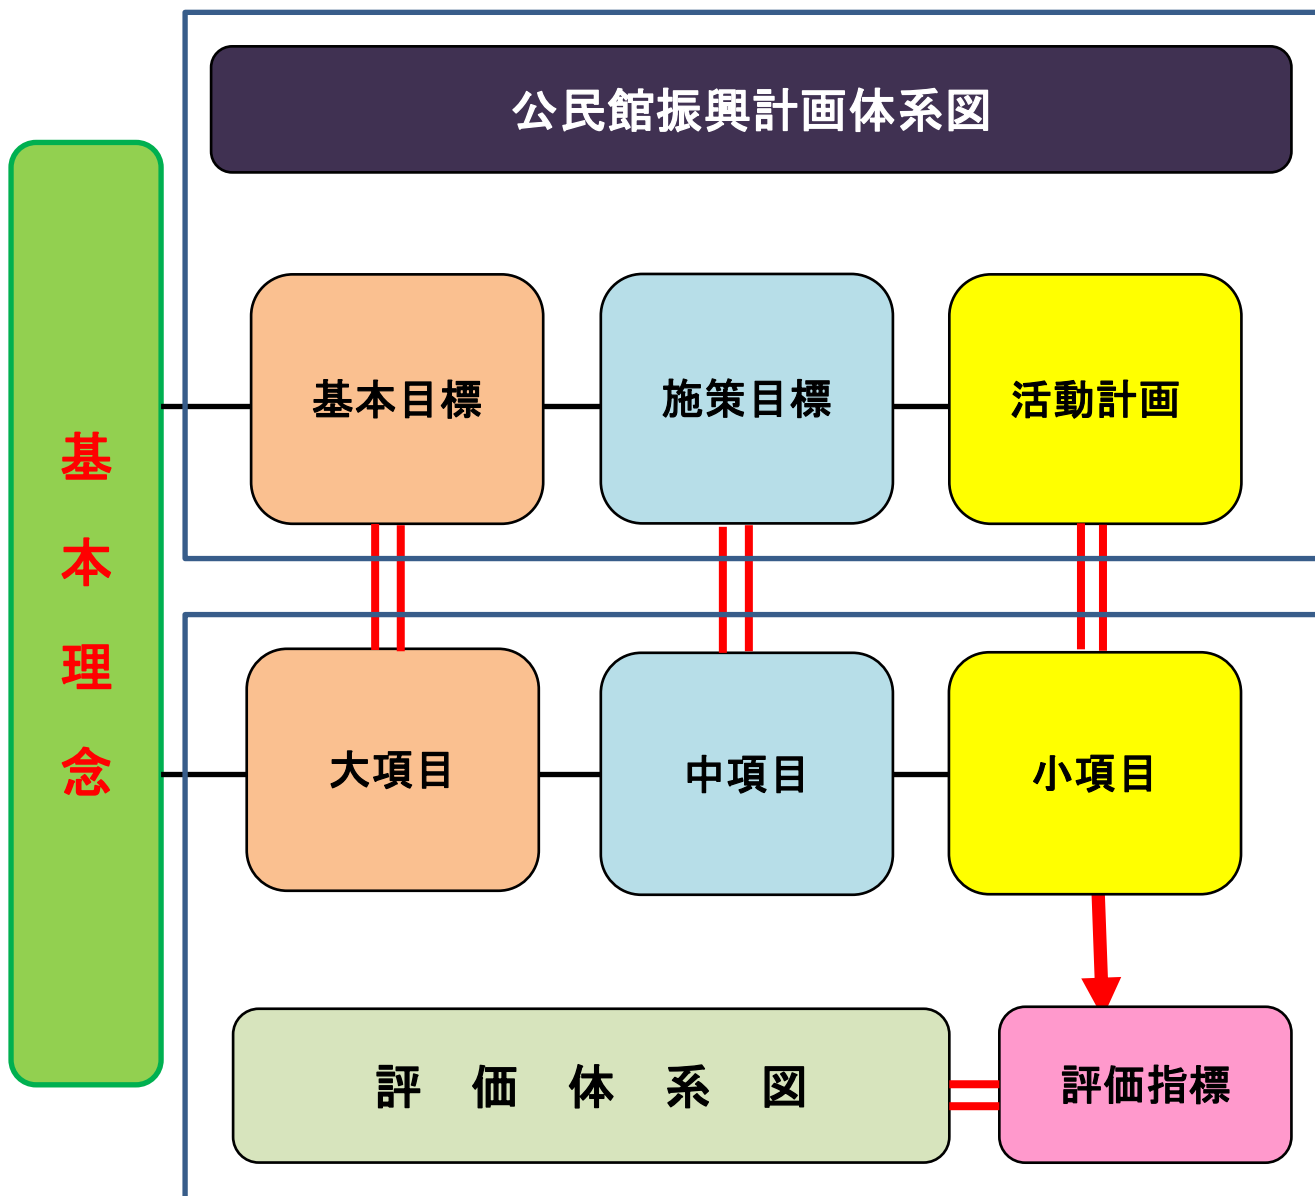 公民館振興計画体系図
基本理念
基本目標
施策目標
活動計画
大項目
中項目
小項目
評価体系図
評価指標